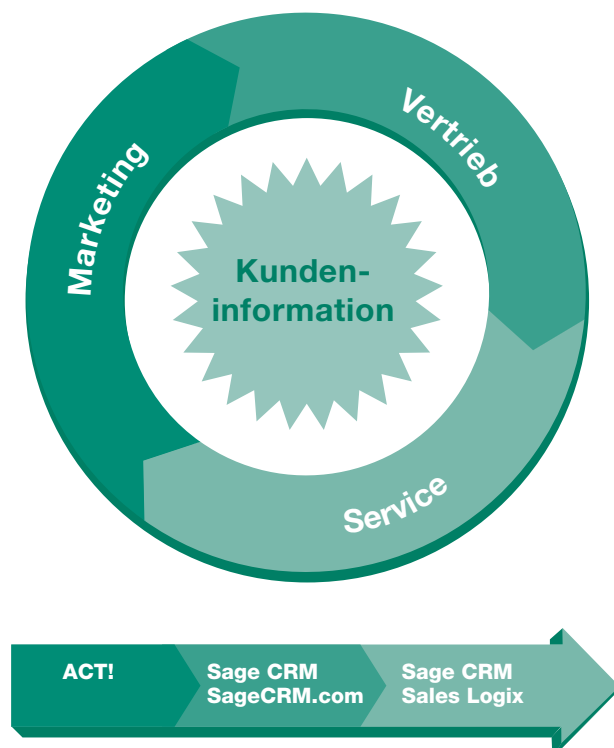 Marketing
Vertrieb
Kunden-
information
Service
ACT!
Sage CRM
SageCRM.com
Sage CRM
Sales Logix